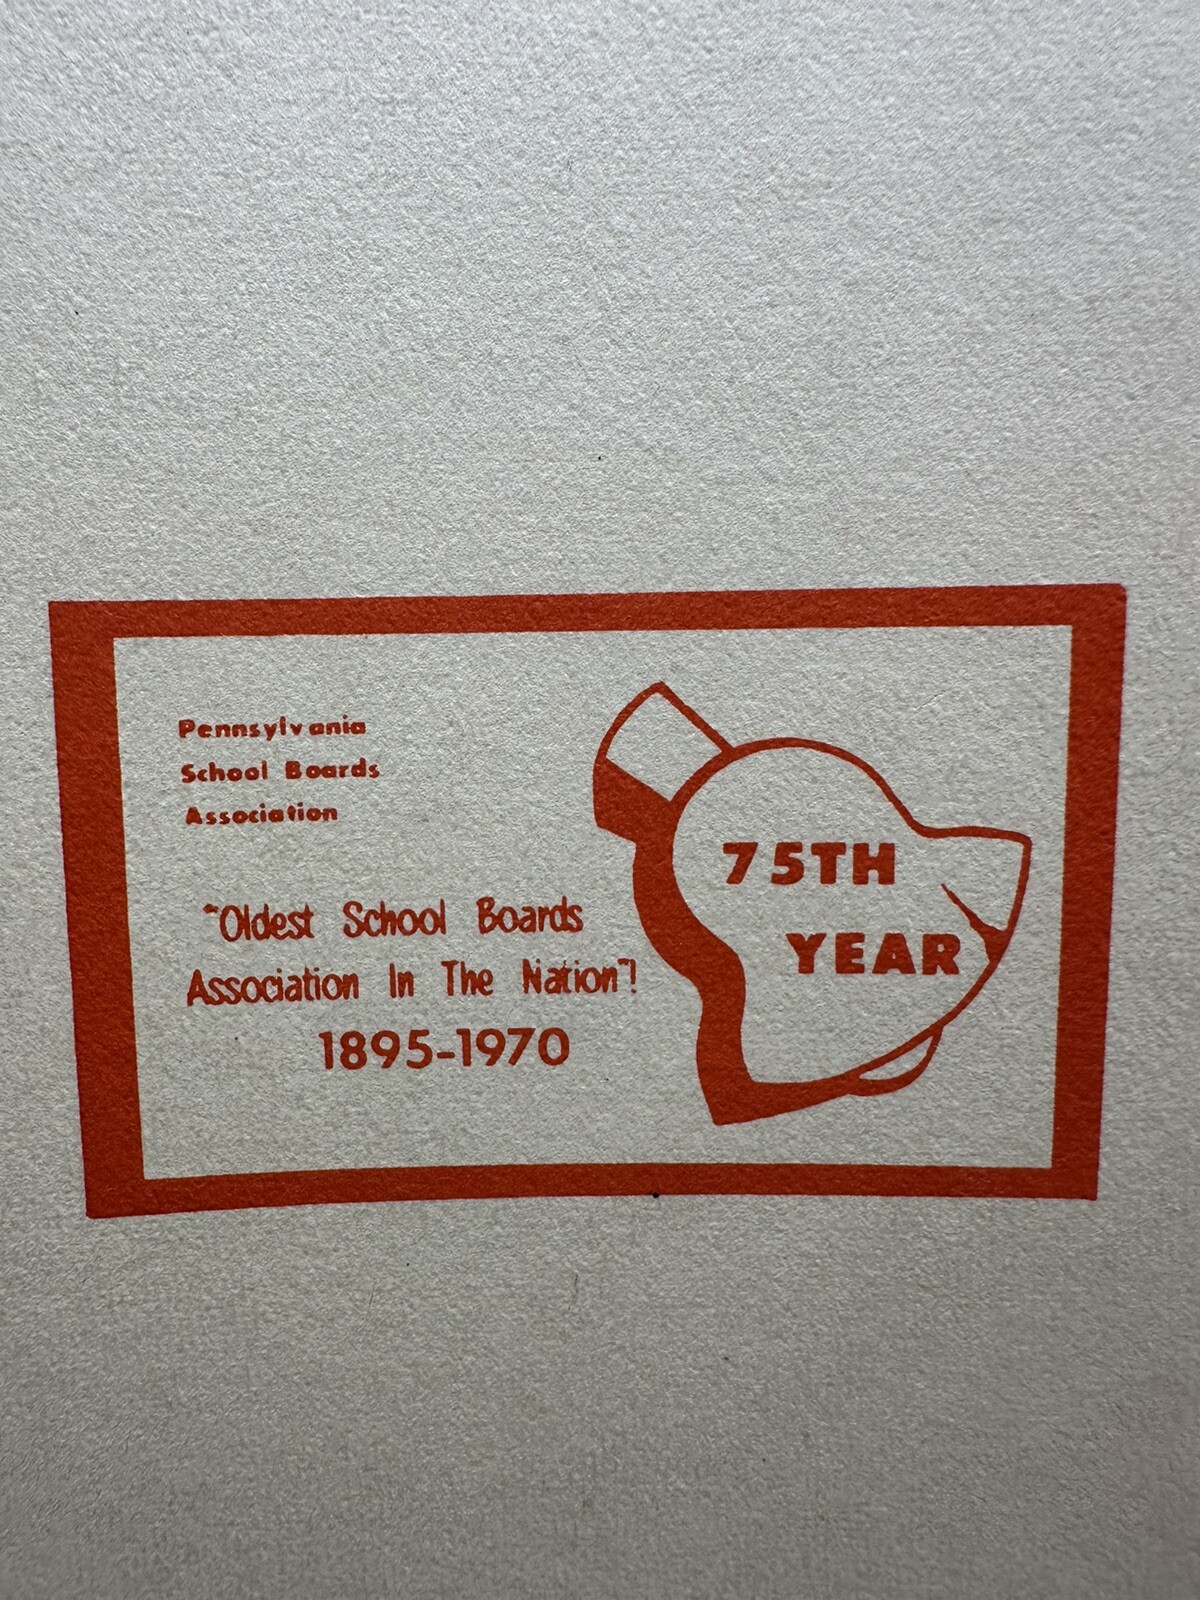 Pennsylvania
School Boards
Association
"Oldest School Boards
Association In The Nation"!
1895-1970
75TH
YEAR